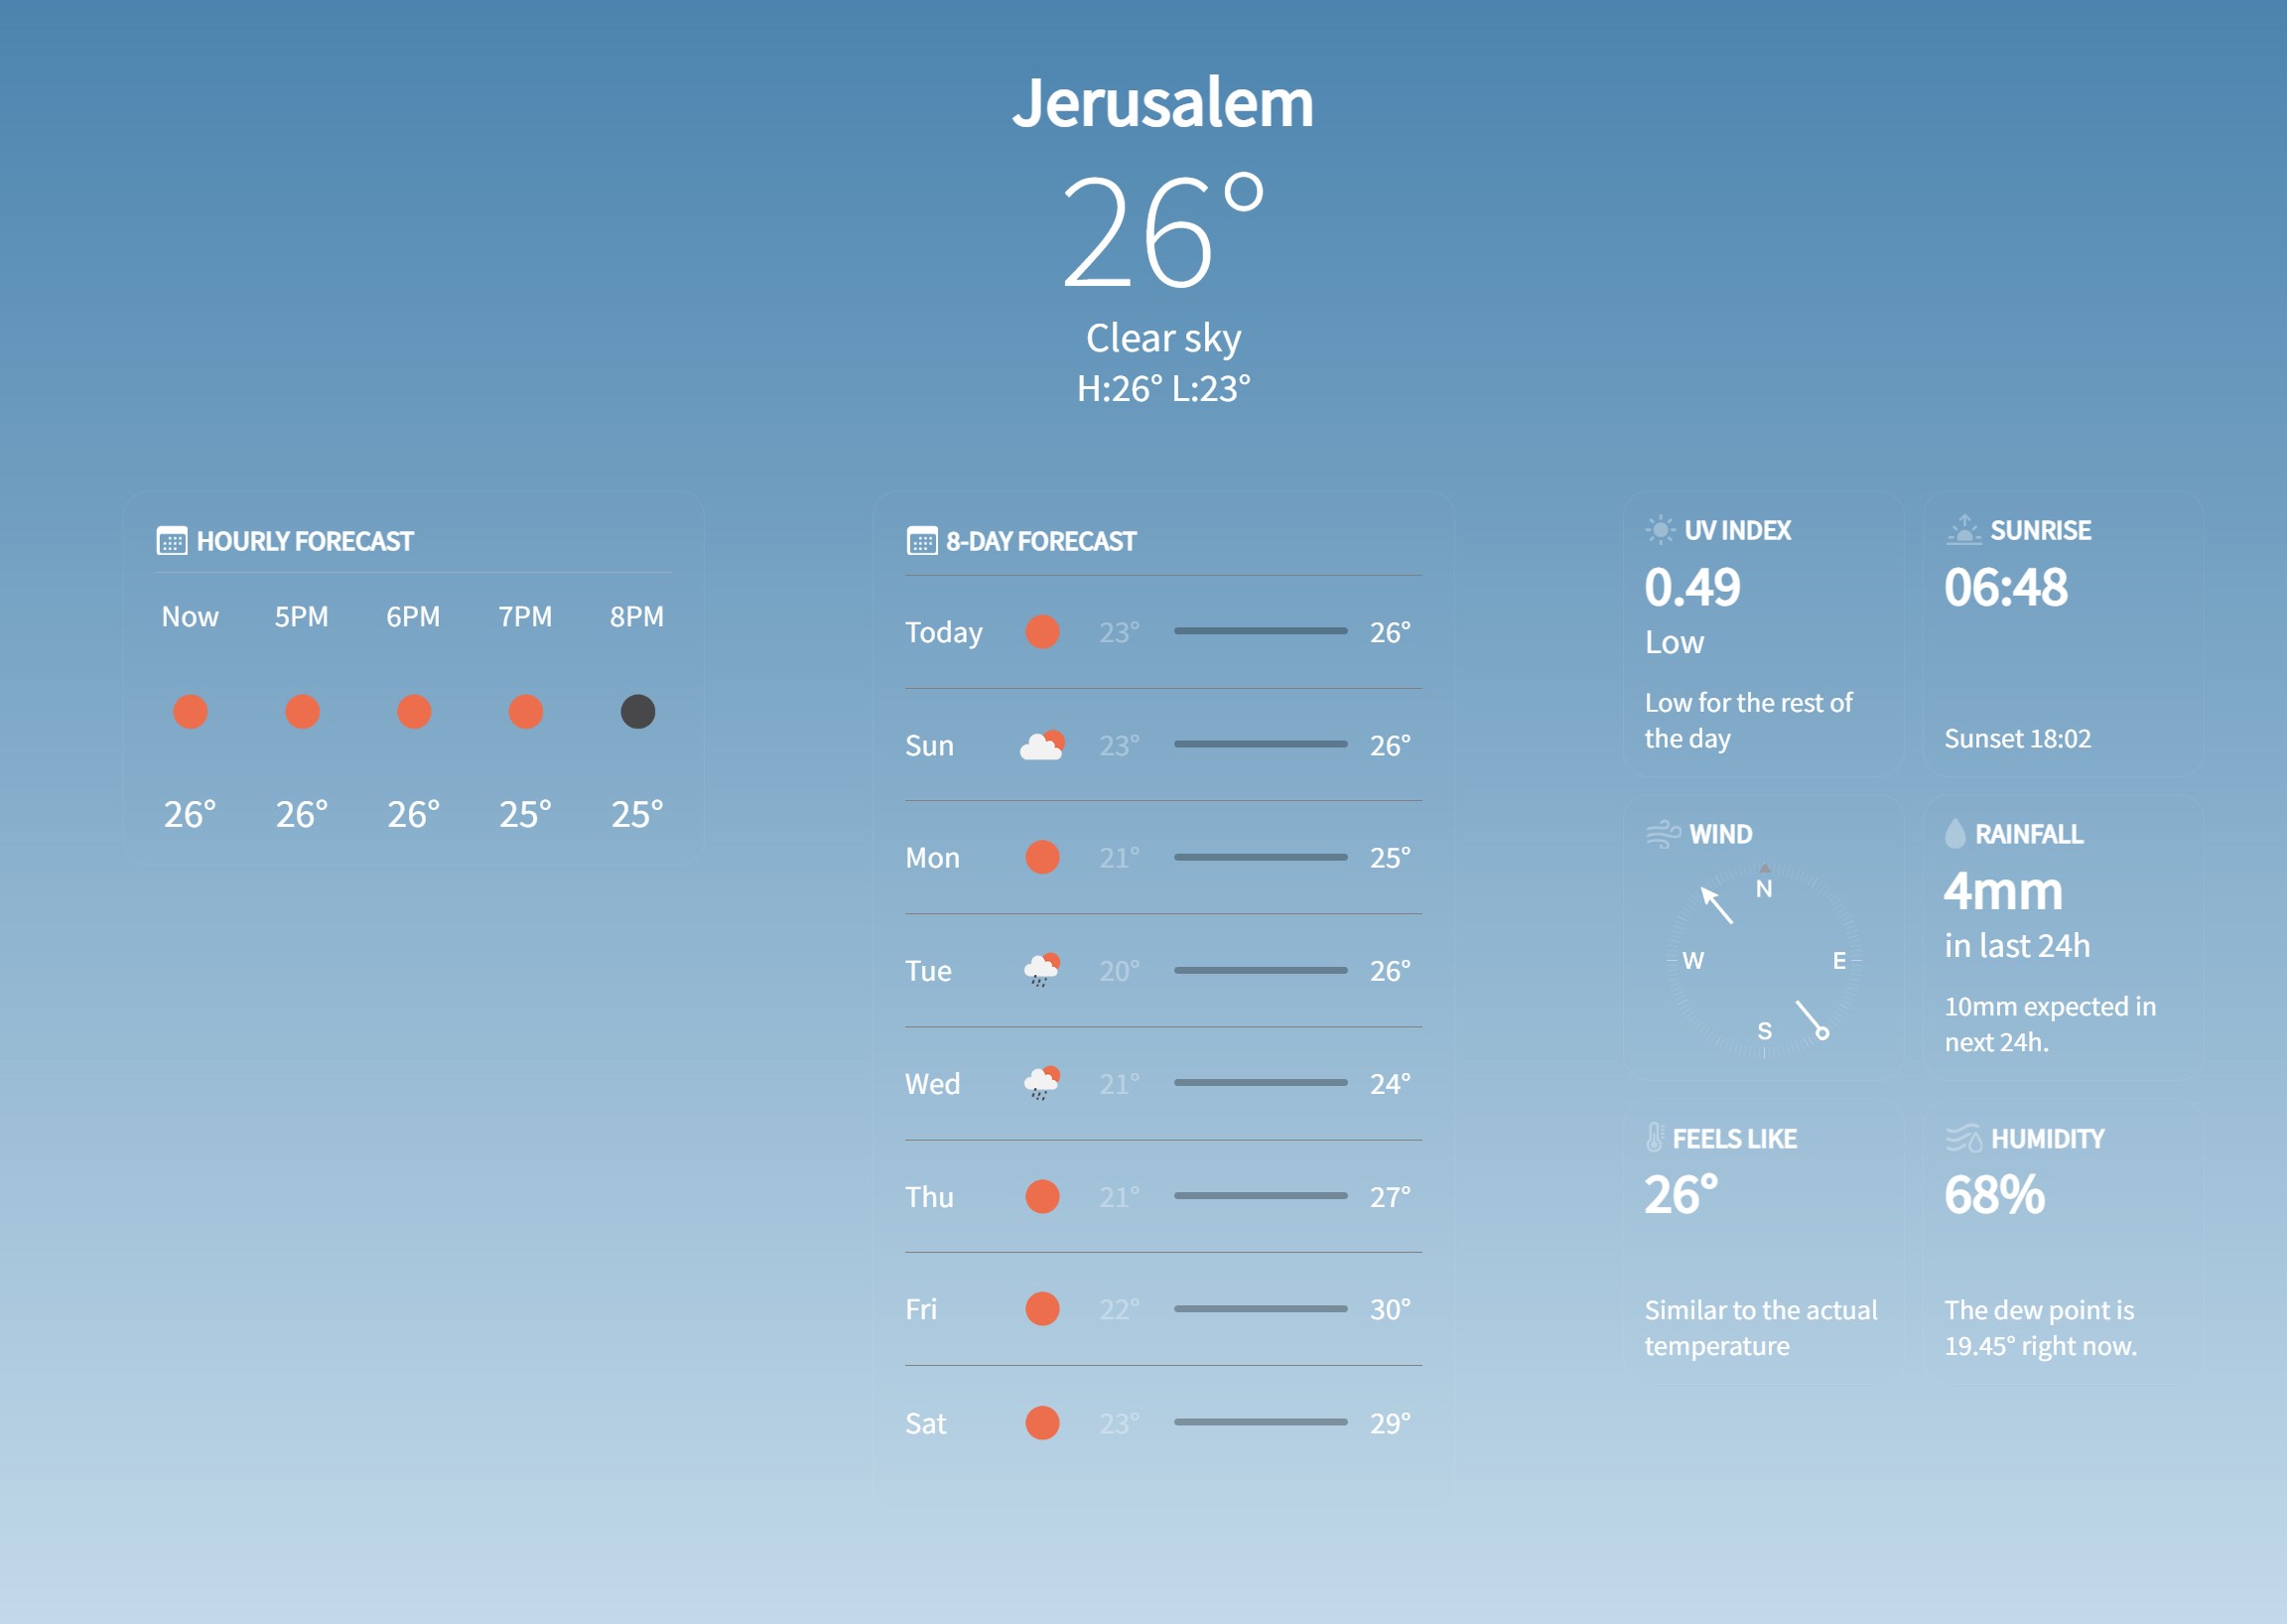 Jerusalem
26°
Clear sky
H:26° L:23°
HOURLY FORECAST
Now 5PM 6PM 7PM 8PM
26° 26° 26° 25° 25°
8-DAY FORECAST
Today 23° 26°
Sun 23° 26°
Mon 21° 25°
Tue 20° 26°
Wed 21° 24°
Thu 21° 27°
Fri 22° 30°
Sat 23° 29°
UV INDEX
0.49
Low
Low for the rest of
the day
SUNRISE
06:48
Sunset 18:02
WIND
N
W E
S
RAINFALL
4mm
in last 24h
10mm expected in
next 24h.
FEELS LIKE
26°
Similar to the actual
temperature
HUMIDITY
68%
The dew point is
19.45° right now.